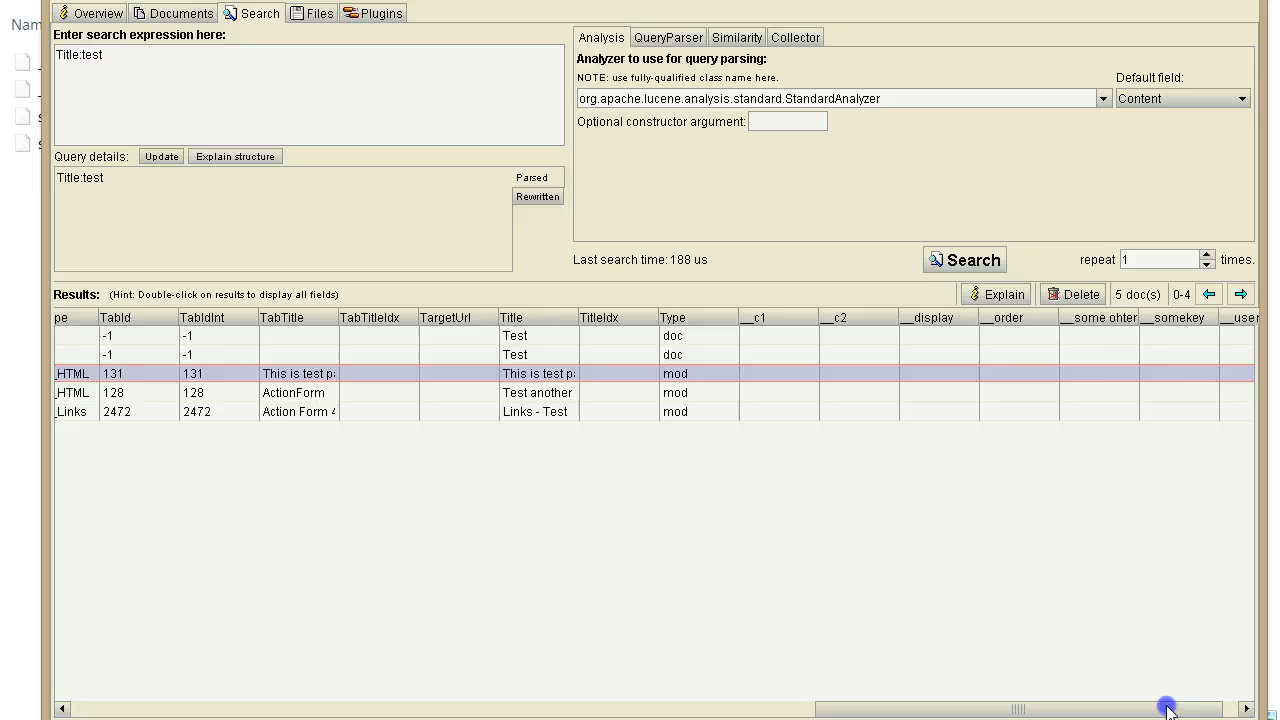 Nam
Overview Documents Search Files Plugins
Enter search expression here:
Title:test
Analysis QueryParser Similarity Collector
Analyzer to use for query parsing:
NOTE: use fully-qualified class name here.
Default field:
org.apache.lucene.analysis.standard.StandardAnalyzer
Content
Optional constructor argument:
Query details: Update Explain structure
Title:test
Parsed
Rewritten
Last search time: 188 us
Search
repeat 1 times.
Results: (Hint: Double-click on results to display all fields)
Explain Delete 5 doc(s) 0-4
pe TabId TabIdInt TabTitle TabTitleIdx TargetUrl Title TitleIdx Type __c1 __c2 __display __order __some ohter __somekey __user
-1 -1 Test doc
-1 -1 Test doc
_HTML 131 131 This is test pa This is test pa mod
_HTML 128 128 ActionForm Test another mod
_Links 2472 2472 Action Form 4 Links - Test mod